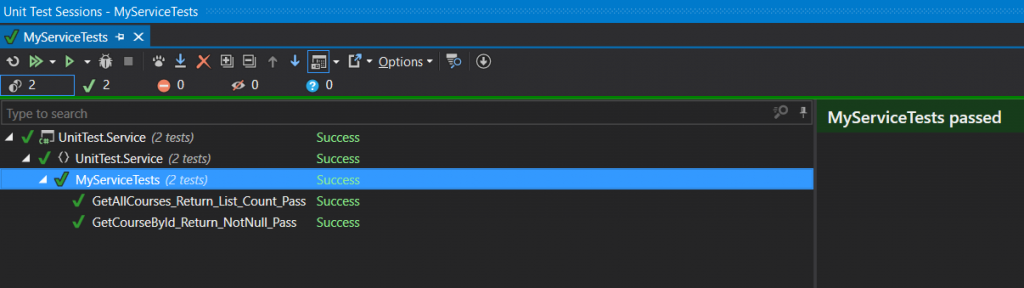 Unit Test Sessions - MyServiceTests
MyServiceTests
Options
2 2 0 0 ? 0
Type to search
MyServiceTests passed
UnitTest.Service (2 tests) Success
UnitTest.Service (2 tests) Success
MyServiceTests (2 tests) Success
GetAllCourses_Return_List_Count_Pass Success
GetCourseById_Return_NotNull_Pass Success